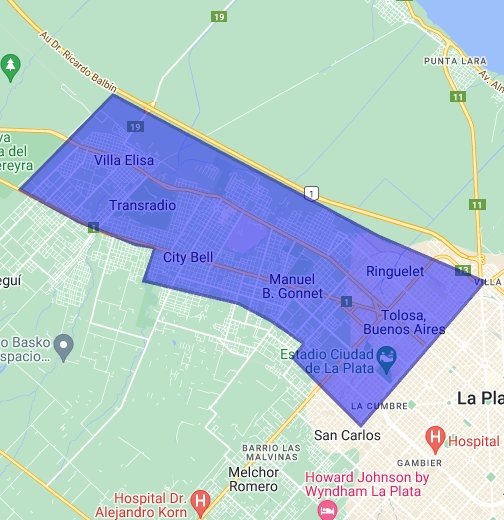 Au Dr. Ricardo Balbín
PUNTA LARA
Av. Alm
11
19
19
Villa Elisa
va
a del
ereyra
1
11
Transradio
2
City Bell
Ringuelet
13
VILLA
Manuel
B. Gonnet
1
eguí
Tolosa,
Buenos Aires
o Basko
espacio...
Estadio Ciudad
de La Plata
La Pla
LA CUMBRE
San Carlos
Hospital
BARRIO LAS
MALVINAS
GAMBIER
Melchor
Romero
Howard Johnson by
Wyndham La Plata
Hospital Dr.
Alejandro Korn